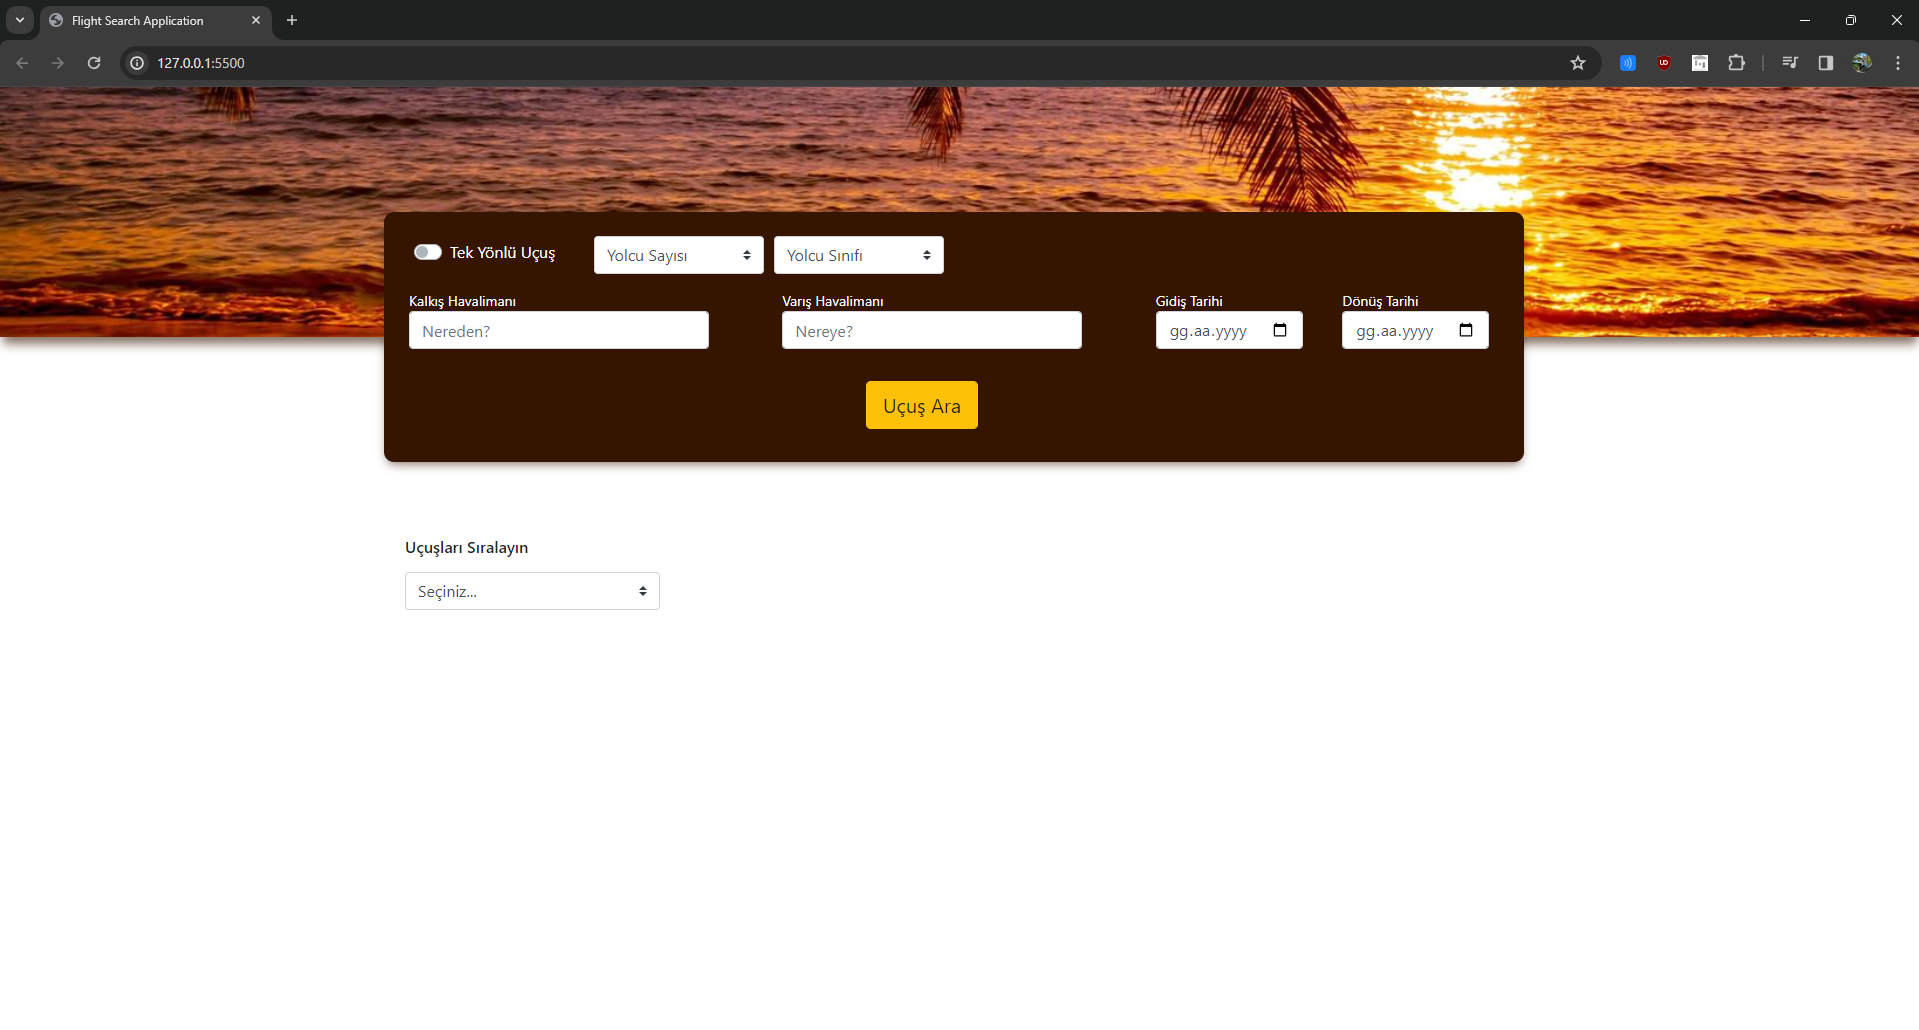 Flight Search Application
127.0.0.1:5500
Tek Yönlü Uçuş Yolcu Sayısı Yolcu Sınıfı
Kalkış Havalimanı Varış Havalimanı Gidiş Tarihi Dönüş Tarihi
Nereden? Nereye? gg.aa.yyyy gg.aa.yyyy
Uçuş Ara
Uçuşları Sıralayın
Seçiniz...